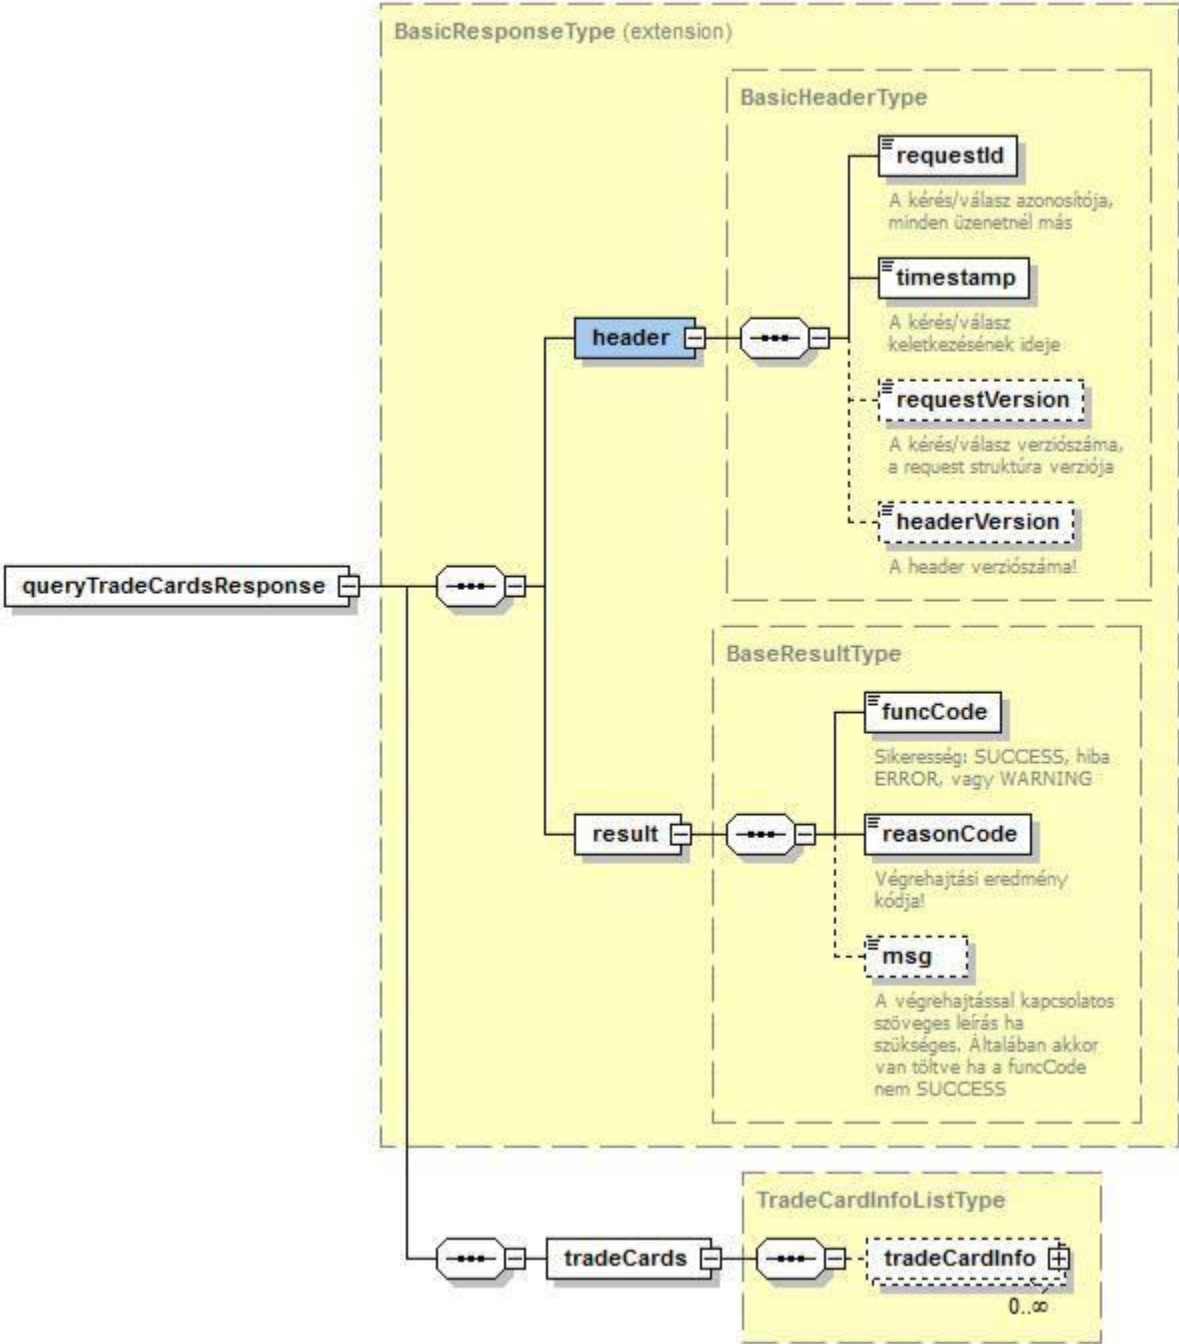 BasicResponseType (extension)
BasicHeaderType
requestId
A kérés/válasz azonosítója,
minden üzenetnél más
timestamp
A kérés/válasz
keletkezésének ideje
header
requestVersion
A kérés/válasz verziószáma,
a request struktúra verziója
headerVersion
A header verziószáma!
queryTradeCardsResponse
BaseResultType
funcCode
Sikeresség: SUCCESS, hiba
ERROR, vagy WARNING
result
reasonCode
Végrehajtási eredmény
kódja!
msg
A végrehajtással kapcsolatos
szöveges leírás ha
szükséges. Általában akkor
van töltve ha a funcCode
nem SUCCESS
TradeCardInfoListType
tradeCards
tradeCardInfo
0..∞